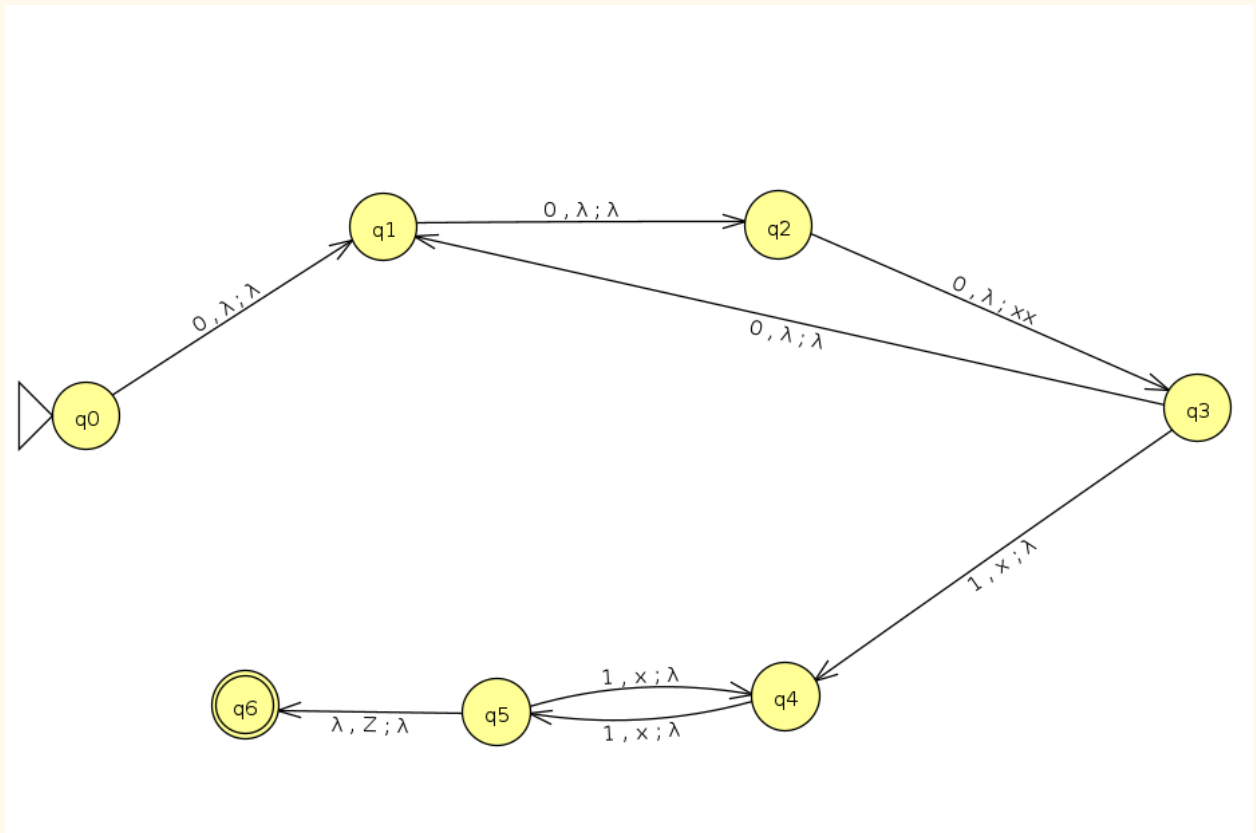 0 , λ ; λ
q1
q2
0 , λ ; xx
0 , λ ; λ
0 , λ ; λ
q0
q3
1 , x ; λ
1 , x ; λ
q4
q5
q6
λ , Z ; λ
1 , x ; λ